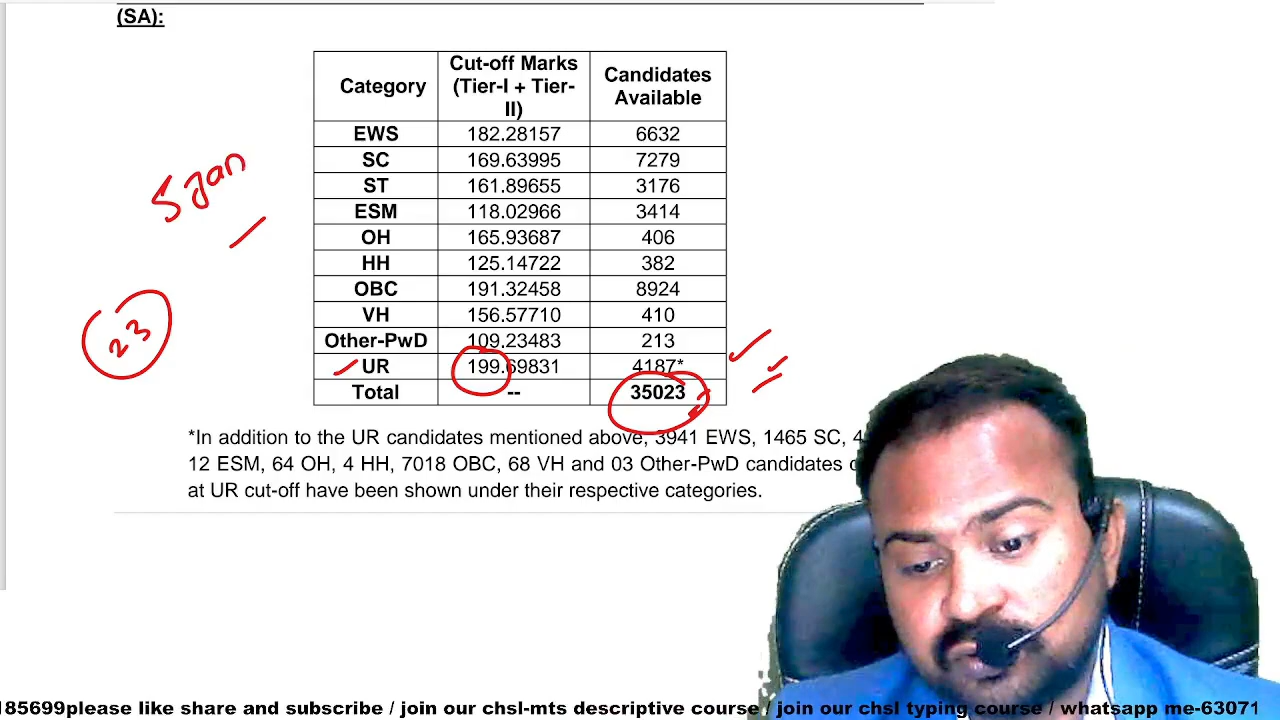 (SA):
Category Cut-off Marks (Tier-I + Tier-II) Candidates Available
EWS 182.28157 6632
SC 169.63995 7279
ST 161.89655 3176
ESM 118.02966 3414
OH 165.93687 406
HH 125.14722 382
OBC 191.32458 8924
VH 156.57710 410
Other-PwD 109.23483 213
UR 199.69831 4187*
Total -- 35023
5 Jan
23
*In addition to the UR candidates mentioned above, 3941 EWS, 1465 SC, 4
12 ESM, 64 OH, 4 HH, 7018 OBC, 68 VH and 03 Other-PwD candidates
at UR cut-off have been shown under their respective categories.
185699please like share and subscribe / join our chsl-mts descriptive course / join our chsl typing course / whatsapp me-63071